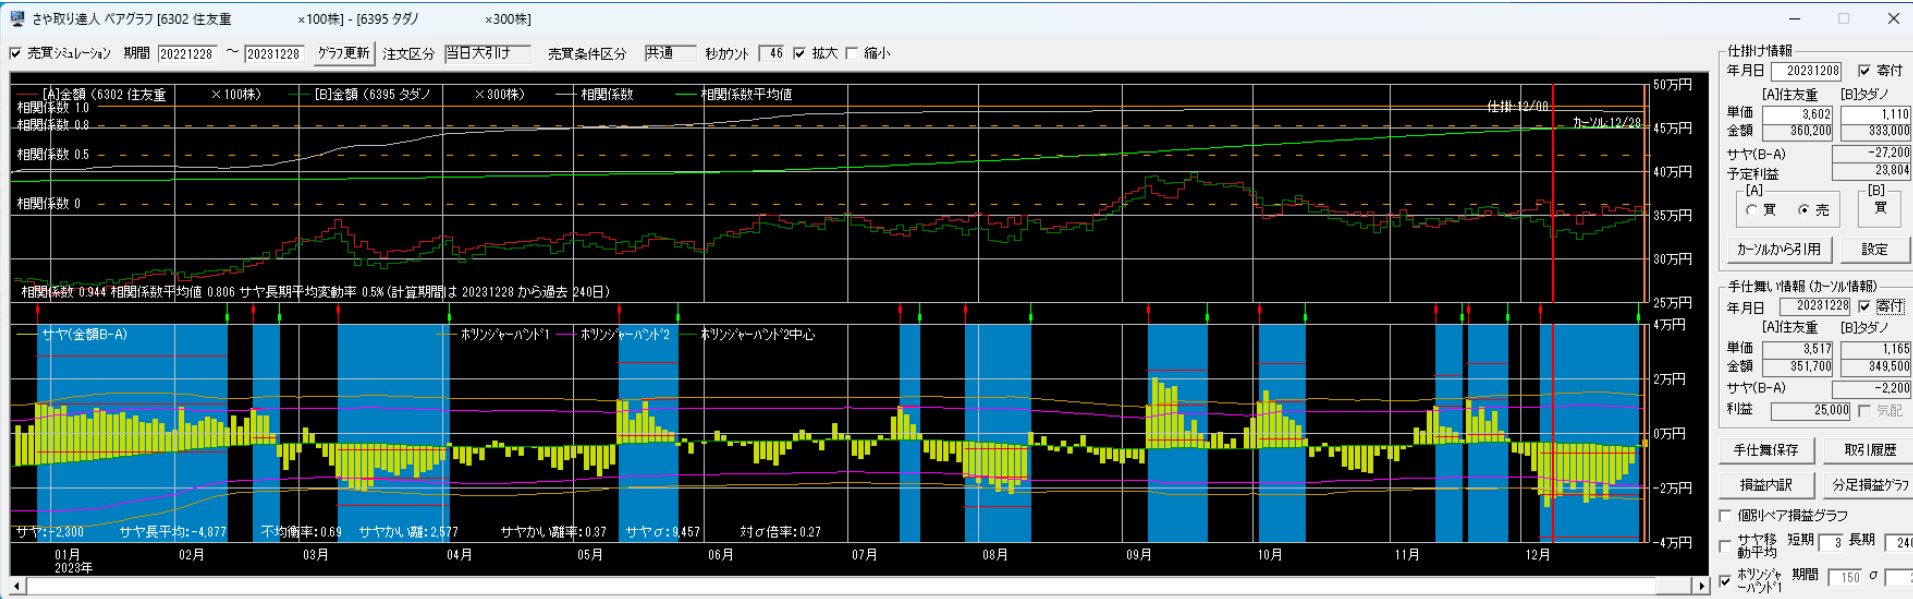 さや取り達人 ペアグラフ [6302 住友重 ×100株] - [6395 タダノ ×300株]
売買シミュレーション 期間 20221228 ～ 20231228 グラフ更新 注文区分 当日大引け 売買条件区分 共通 秒カウント 46 拡大 縮小
[A]金額（6302 住友重 ×100株） [B]金額（6395 タダノ ×300株） 相関係数 相関係数平均値
相関係数 1.0
相関係数 0.8
相関係数 0.5
相関係数 0
仕掛:12/08
カーソル:12/28
50万円
45万円
40万円
35万円
30万円
25万円
相関係数 0.944 相関係数平均値 0.806 サヤ長期平均変動率 0.5%（計算期間は 20231228 から過去 240日）
サヤ(金額B-A) ボリンジャーバンド1 ボリンジャーバンド2 ボリンジャーバンド2中心
4万円
2万円
0万円
-2万円
-4万円
サヤ:-2,300 サヤ長平均:-4,877 不均衡率:0.69 サヤかい離:2,577 サヤかい離率:0.37 サヤσ:9,457 対σ倍率:0.27
01月 02月 03月 04月 05月 06月 07月 08月 09月 10月 11月 12月
2023年
仕掛け情報
年月日 20231208 寄付
[A]住友重 [B]タダノ
単価 3,602 1,110
金額 360,200 333,000
サヤ(B-A) -27,200
予定利益 23,804
[A] [B]
買 売 買
カーソルから引用 設定
手仕舞い情報（カーソル情報）
年月日 20231228 寄付
[A]住友重 [B]タダノ
単価 3,517 1,165
金額 351,700 349,500
サヤ(B-A) -2,200
利益 25,000 気配
手仕舞保存 取引履歴
損益内訳 分足損益グラフ
個別ペア損益グラフ
サヤ移動平均 短期 3 長期 240
ボリンジャーバンド1 期間 150 σ 2